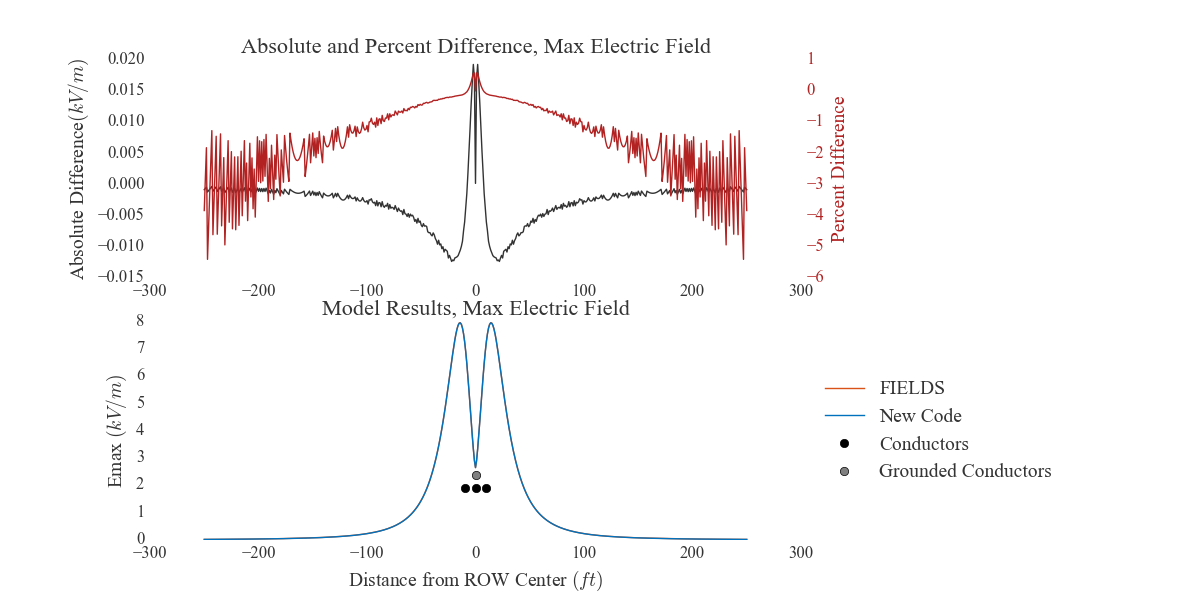 Absolute and Percent Difference, Max Electric Field
Absolute Difference(kV/m)
0.020
0.015
0.010
0.005
0.000
−0.005
−0.010
−0.015
1
0
−1
−2
−3
−4
−5
−6
Percent Difference
−300 −200 −100 0 100 200 300
Model Results, Max Electric Field
Emax (kV/m)
8
7
6
5
4
3
2
1
0
−300 −200 −100 0 100 200 300
Distance from ROW Center (ft)
FIELDS
New Code
Conductors
Grounded Conductors